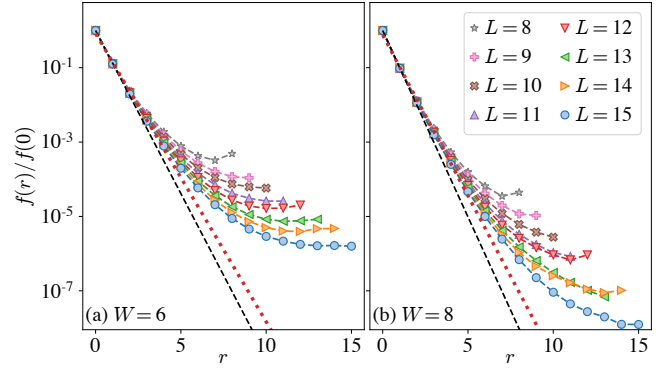 f(r)/f(0)
10⁻¹
10⁻³
10⁻⁵
10⁻⁷
(a) W = 6
0 5 10 15
r
(b) W = 8
0 5 10 15
r
L = 8
L = 9
L = 10
L = 11
L = 12
L = 13
L = 14
L = 15